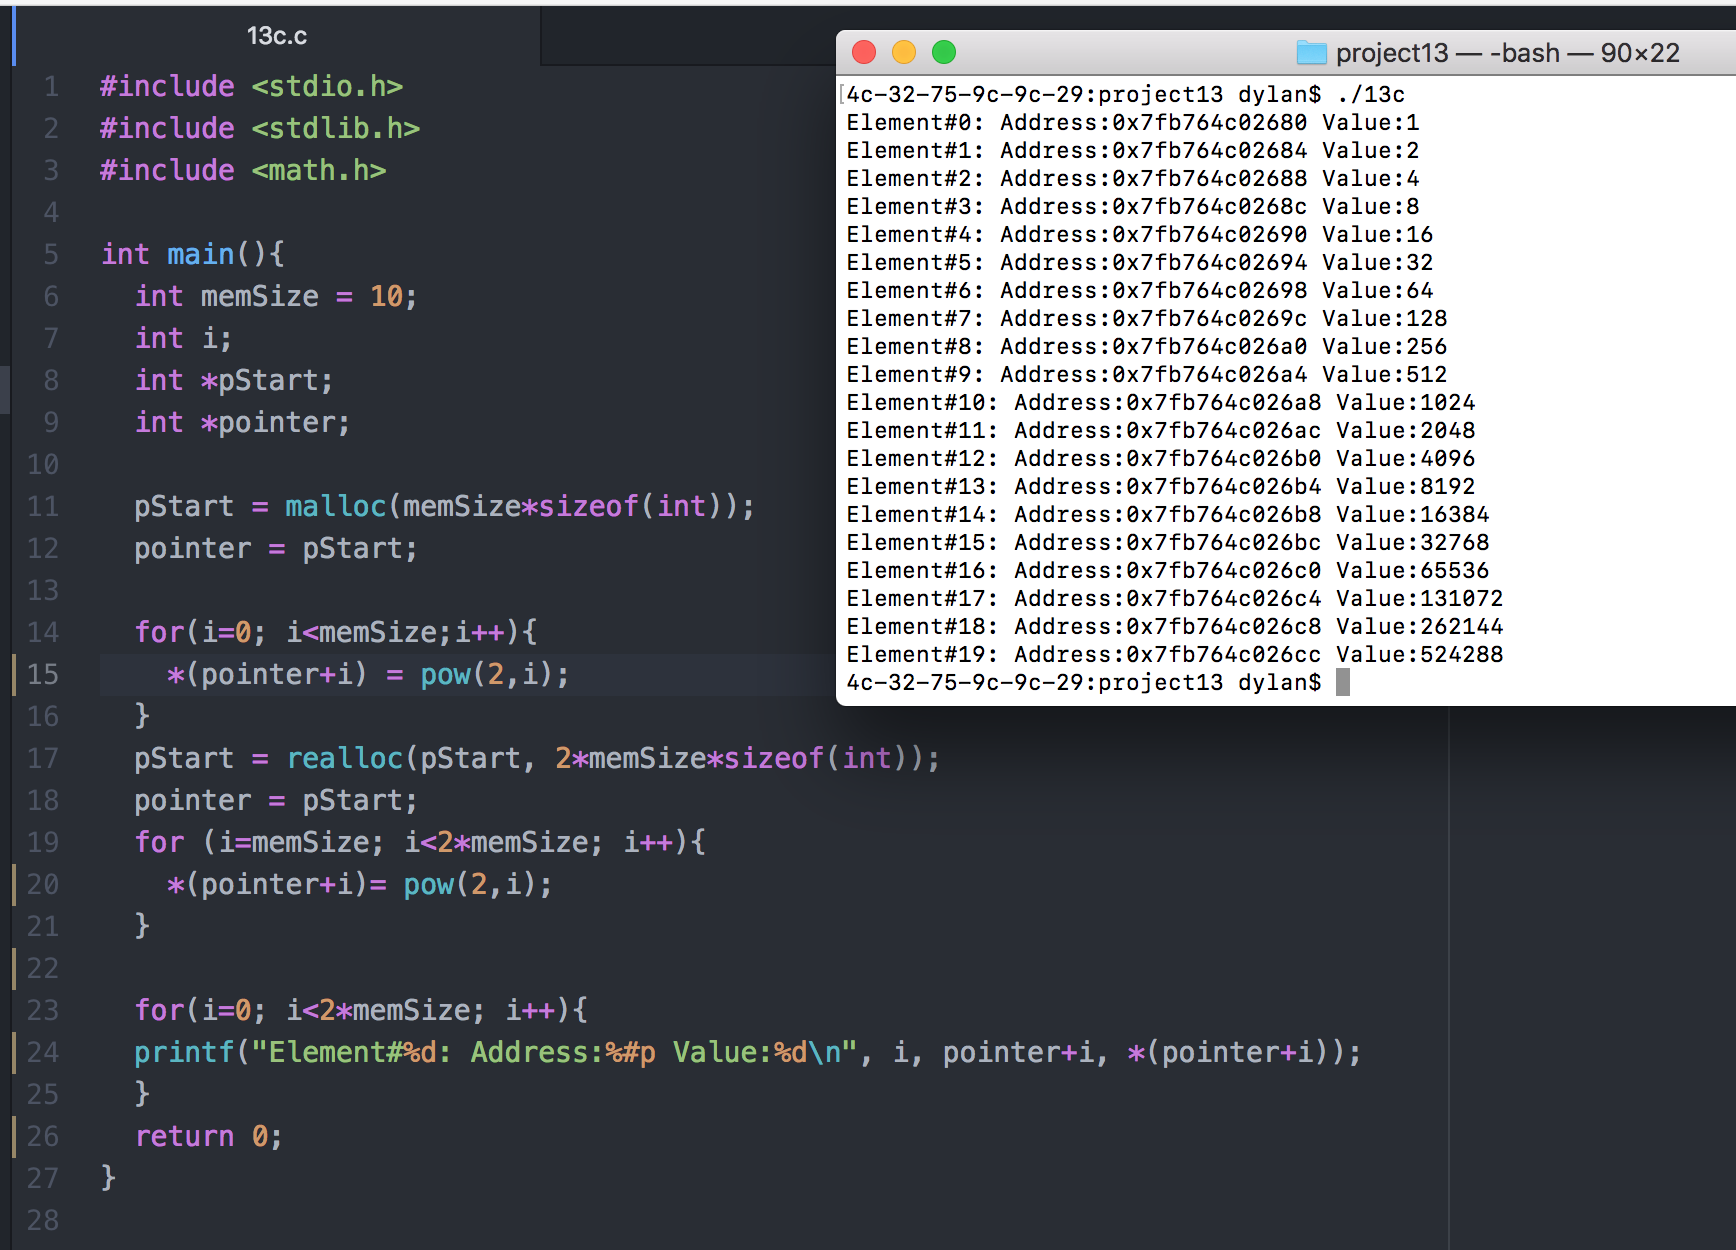 13c.c
1 #include <stdio.h>
2 #include <stdlib.h>
3 #include <math.h>
4
5 int main(){
6   int memSize = 10;
7   int i;
8   int *pStart;
9   int *pointer;
10
11   pStart = malloc(memSize*sizeof(int));
12   pointer = pStart;
13
14   for(i=0; i<memSize;i++){
15     *(pointer+i) = pow(2,i);
16   }
17   pStart = realloc(pStart, 2*memSize*sizeof(int));
18   pointer = pStart;
19   for (i=memSize; i<2*memSize; i++){
20     *(pointer+i)= pow(2,i);
21   }
22
23   for(i=0; i<2*memSize; i++){
24   printf("Element#%d: Address:%#p Value:%d\n", i, pointer+i, *(pointer+i));
25   }
26   return 0;
27 }
28
project13 — -bash — 90×22
[4c-32-75-9c-9c-29:project13 dylan$ ./13c
Element#0: Address:0x7fb764c02680 Value:1
Element#1: Address:0x7fb764c02684 Value:2
Element#2: Address:0x7fb764c02688 Value:4
Element#3: Address:0x7fb764c0268c Value:8
Element#4: Address:0x7fb764c02690 Value:16
Element#5: Address:0x7fb764c02694 Value:32
Element#6: Address:0x7fb764c02698 Value:64
Element#7: Address:0x7fb764c0269c Value:128
Element#8: Address:0x7fb764c026a0 Value:256
Element#9: Address:0x7fb764c026a4 Value:512
Element#10: Address:0x7fb764c026a8 Value:1024
Element#11: Address:0x7fb764c026ac Value:2048
Element#12: Address:0x7fb764c026b0 Value:4096
Element#13: Address:0x7fb764c026b4 Value:8192
Element#14: Address:0x7fb764c026b8 Value:16384
Element#15: Address:0x7fb764c026bc Value:32768
Element#16: Address:0x7fb764c026c0 Value:65536
Element#17: Address:0x7fb764c026c4 Value:131072
Element#18: Address:0x7fb764c026c8 Value:262144
Element#19: Address:0x7fb764c026cc Value:524288
4c-32-75-9c-9c-29:project13 dylan$